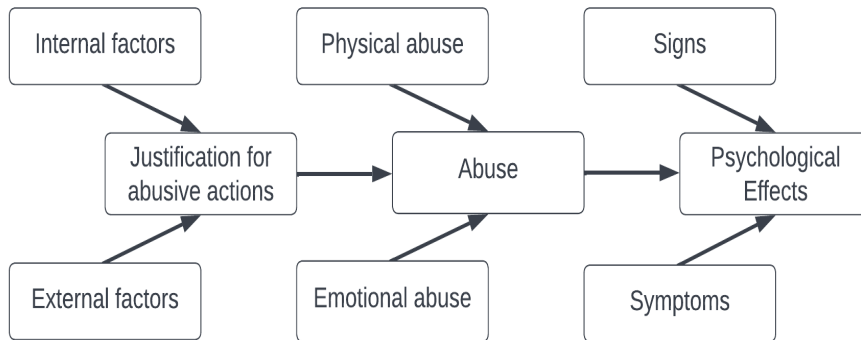 Internal factors
Physical abuse
Signs
Justification for
abusive actions
Abuse
Psychological
Effects
External factors
Emotional abuse
Symptoms